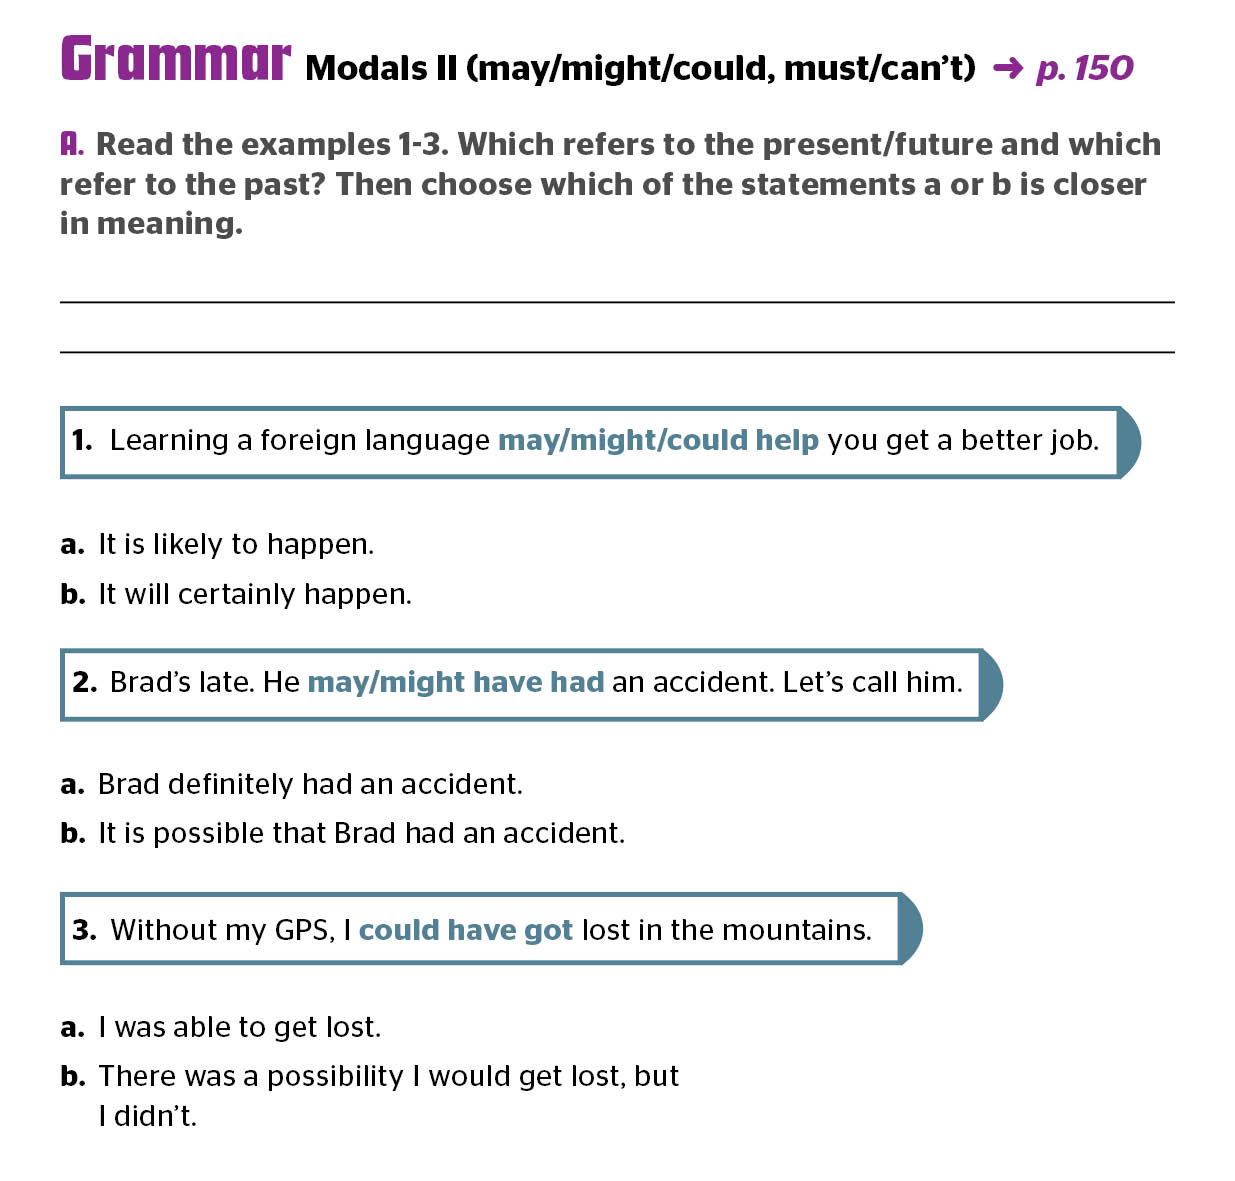 Grammar Modals II (may/might/could, must/can’t) ➜ p. 150
A. Read the examples 1-3. Which refers to the present/future and which
refer to the past? Then choose which of the statements a or b is closer
in meaning.
1. Learning a foreign language may/might/could help you get a better job.
a. It is likely to happen.
b. It will certainly happen.
2. Brad’s late. He may/might have had an accident. Let’s call him.
a. Brad definitely had an accident.
b. It is possible that Brad had an accident.
3. Without my GPS, I could have got lost in the mountains.
a. I was able to get lost.
b. There was a possibility I would get lost, but
I didn’t.